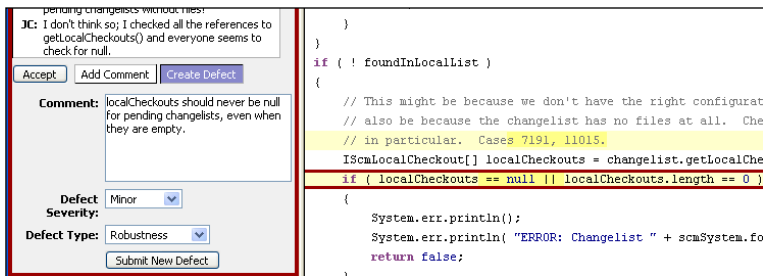 pending changelists without files!
JC: I don't think so; I checked all the references to
getLocalCheckouts() and everyone seems to
check for null.
Accept Add Comment Create Defect
Comment: localCheckouts should never be null
for pending changelists, even when
they are empty.
Defect Severity: Minor
Defect Type: Robustness
Submit New Defect
}
}
if ( ! foundInLocalList )
{
// This might be because we don't have the right configurat
// also be because the changelist has no files at all. Che
// in particular. Cases 7191, 11015.
IScmLocalCheckout[] localCheckouts = changelist.getLocalChe
if ( localCheckouts == null || localCheckouts.length == 0 )
{
System.err.println();
System.err.println( "ERROR: Changelist " + scmSystem.fo
return false;
}